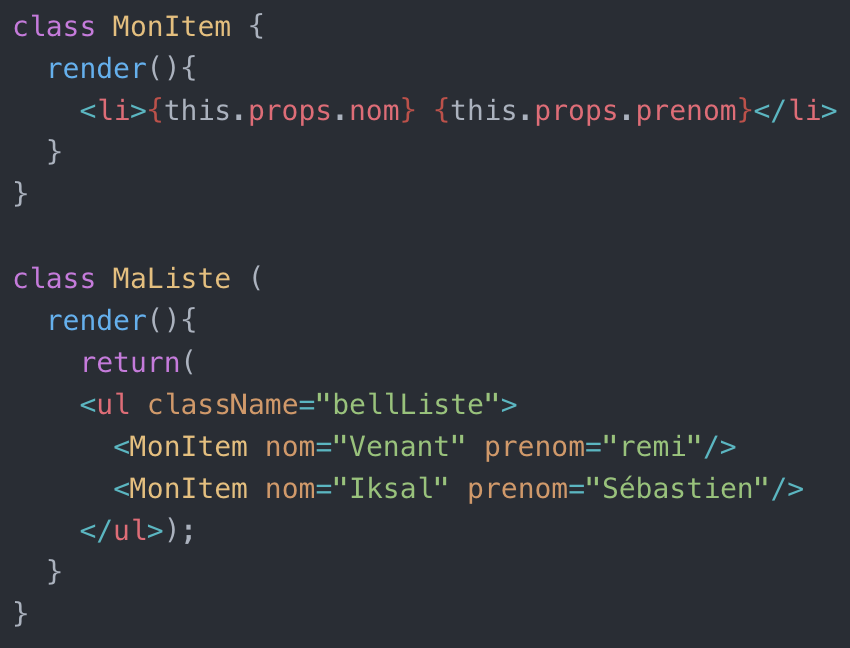 class MonItem {
  render(){
    <li>{this.props.nom} {this.props.prenom}</li>
  }
}

class MaListe (
  render(){
    return(
    <ul className="bellListe">
      <MonItem nom="Venant" prenom="remi"/>
      <MonItem nom="Iksal" prenom="Sébastien"/>
    </ul>);
  }
}